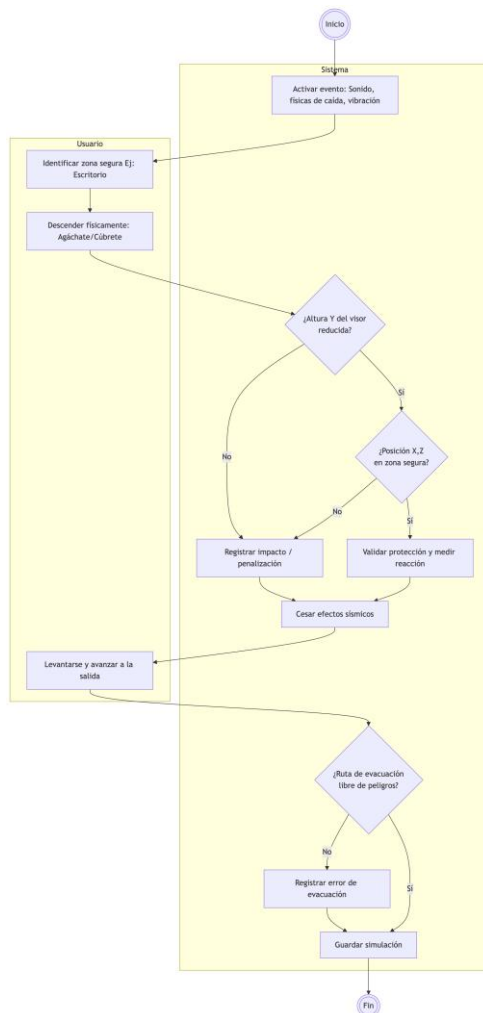 Inicio
Sistema
Activar evento: Sonido,
físicas de caída, vibración
Usuario
Identificar zona segura Ej:
Escritorio
Descender físicamente:
Agáchate/Cúbrete
¿Altura Y del visor
reducida?
Sí
No
¿Posición X,Z
en zona segura?
No
Sí
Registrar impacto /
penalización
Validar protección y medir
reacción
Cesar efectos sísmicos
Levantarse y avanzar a la
salida
¿Ruta de evacuación
libre de peligros?
No
Registrar error de
evacuación
Sí
Guardar simulación
Fin